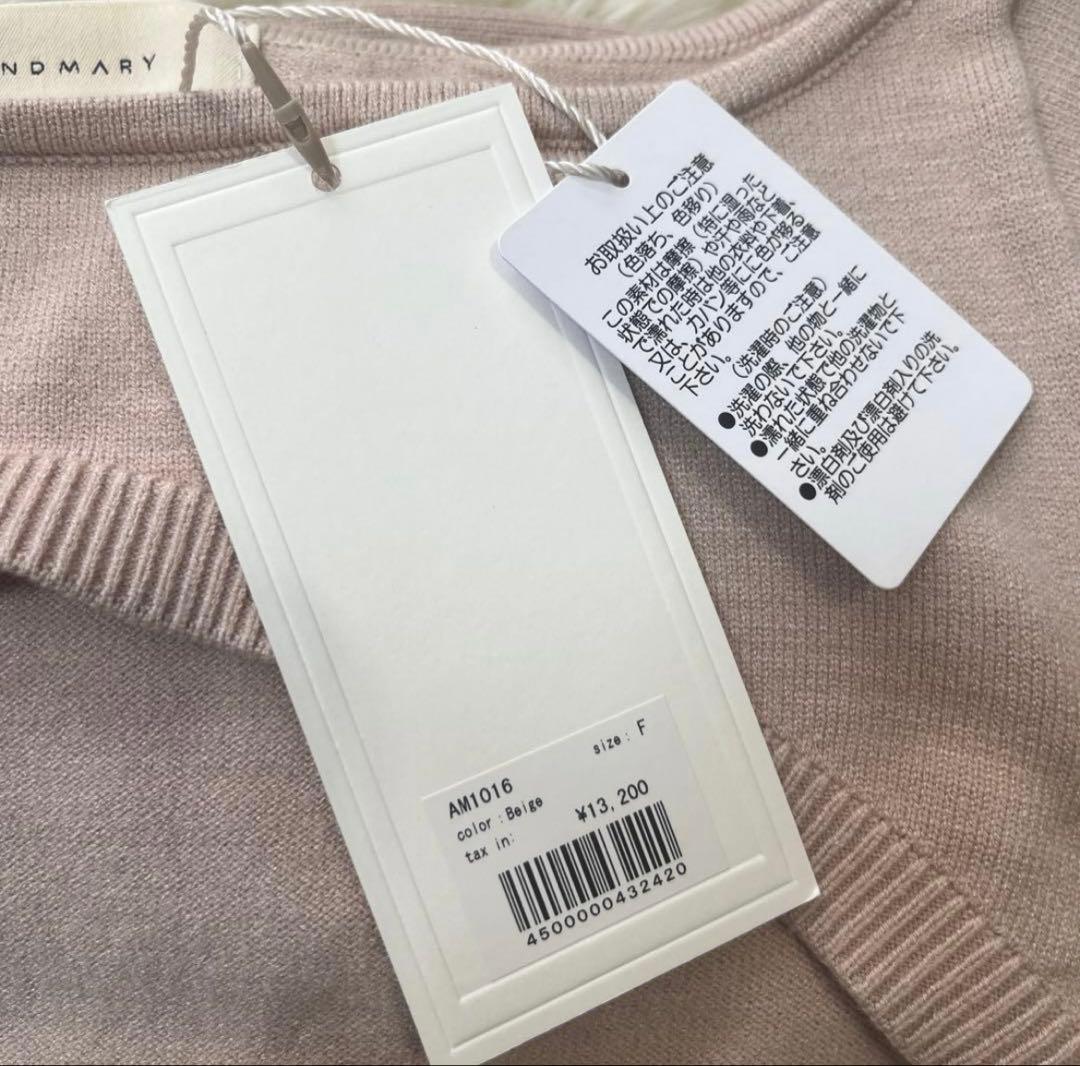 NDMARY
お取扱い上のご注意
(色落ち、色移り)
この素材は摩擦(特に湿った
状態での摩擦)や汗や雨など
で濡れた時は他の衣料や下着、
又は、カバン等にに色が移る
ことがありますので、ご注意
下さい。
(洗濯時のご注意)
●洗濯の際、他の物と一緒に
洗わないで下さい。
●濡れた状態で他の洗濯物と
一緒に重ね合わせないで下
さい。
●漂白剤及び漂白剤入りの洗
剤のご使用は避けて下さい。
size: F
AM1016
color :Beige
tax in: ¥13,200
4500000432420